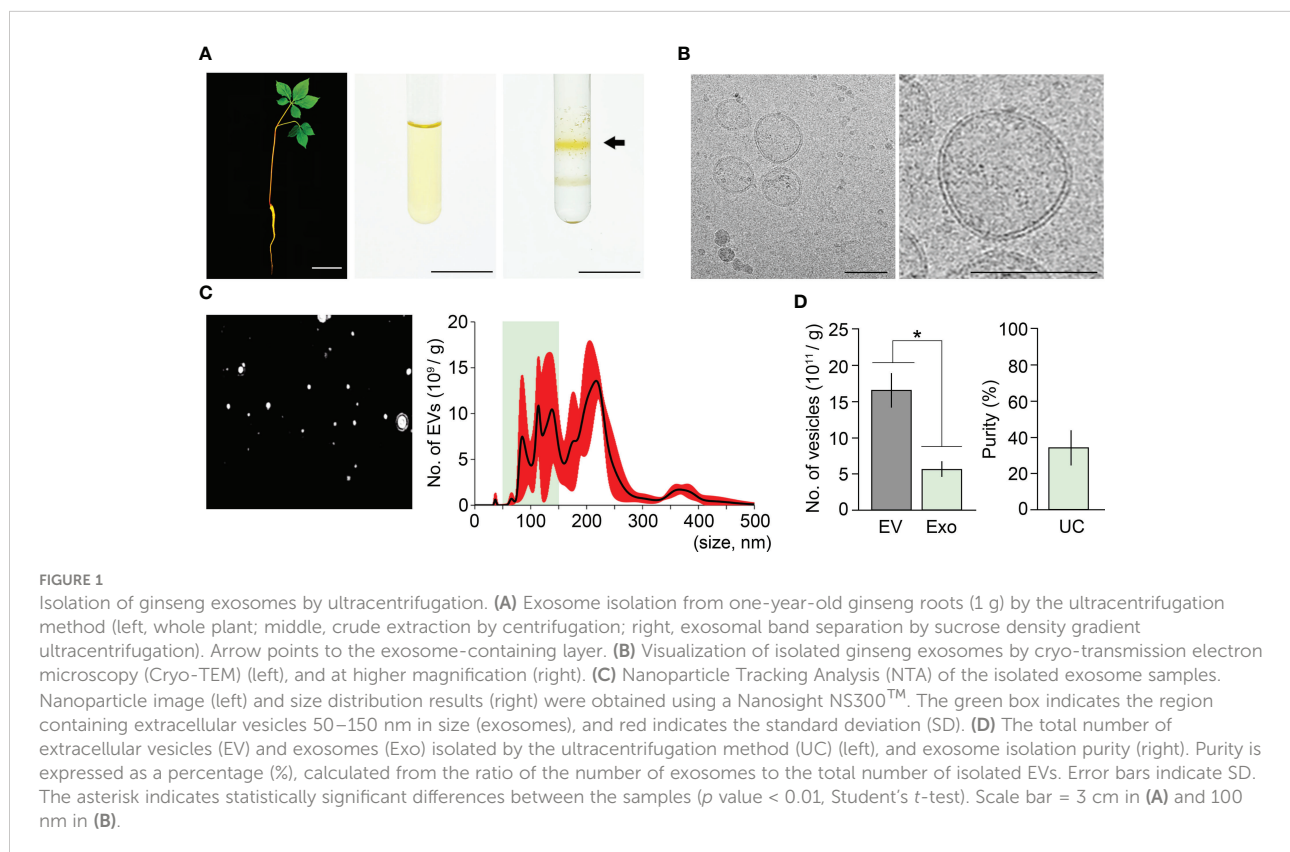 A
B
C
20
15
10
5
0
No. of EVs (10⁹ / g)
0 100 200 300 400 500
(size, nm)
D
25
20
15
10
5
0
No. of vesicles (10¹¹ / g)
*
EV Exo
100
80
60
40
20
0
Purity (%)
UC
FIGURE 1
Isolation of ginseng exosomes by ultracentrifugation. (A) Exosome isolation from one-year-old ginseng roots (1 g) by the ultracentrifugation
method (left, whole plant; middle, crude extraction by centrifugation; right, exosomal band separation by sucrose density gradient
ultracentrifugation). Arrow points to the exosome-containing layer. (B) Visualization of isolated ginseng exosomes by cryo-transmission electron
microscopy (Cryo-TEM) (left), and at higher magnification (right). (C) Nanoparticle Tracking Analysis (NTA) of the isolated exosome samples.
Nanoparticle image (left) and size distribution results (right) were obtained using a Nanosight NS300™. The green box indicates the region
containing extracellular vesicles 50–150 nm in size (exosomes), and red indicates the standard deviation (SD). (D) The total number of
extracellular vesicles (EV) and exosomes (Exo) isolated by the ultracentrifugation method (UC) (left), and exosome isolation purity (right). Purity is
expressed as a percentage (%), calculated from the ratio of the number of exosomes to the total number of isolated EVs. Error bars indicate SD.
The asterisk indicates statistically significant differences between the samples (p value < 0.01, Student's t-test). Scale bar = 3 cm in (A) and 100
nm in (B).